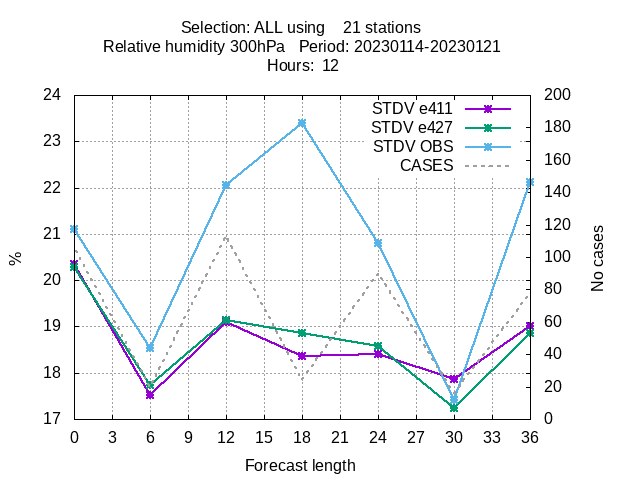 Selection: ALL using    21 stations
Relative humidity 300hPa   Period: 20230114-20230121
Hours:  12
STDV e411
STDV e427
STDV OBS
CASES
24
23
22
21
20
19
18
17
%
200
180
160
140
120
100
80
60
40
20
0
No cases
0 3 6 9 12 15 18 21 24 27 30 33 36
Forecast length